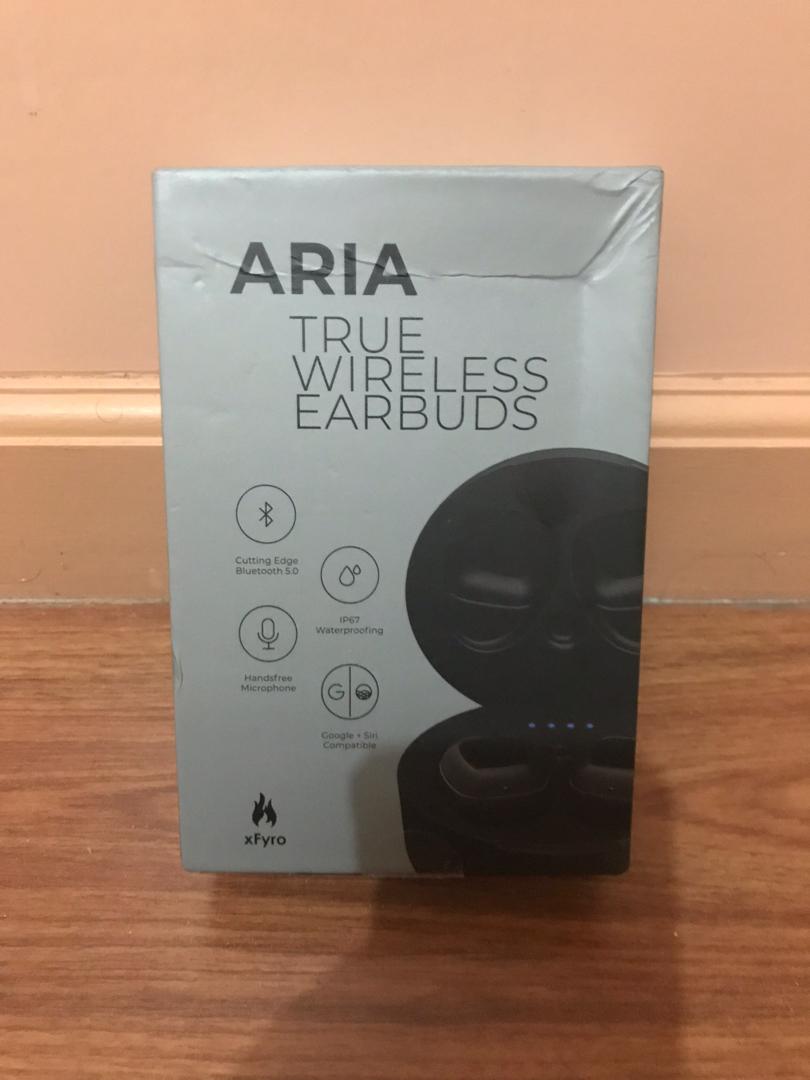 ARIA
TRUE
WIRELESS
EARBUDS
Cutting Edge
Bluetooth 5.0
IP67
Waterproofing
Handsfree
Microphone
G
Google + Siri
Compatible
xFyro